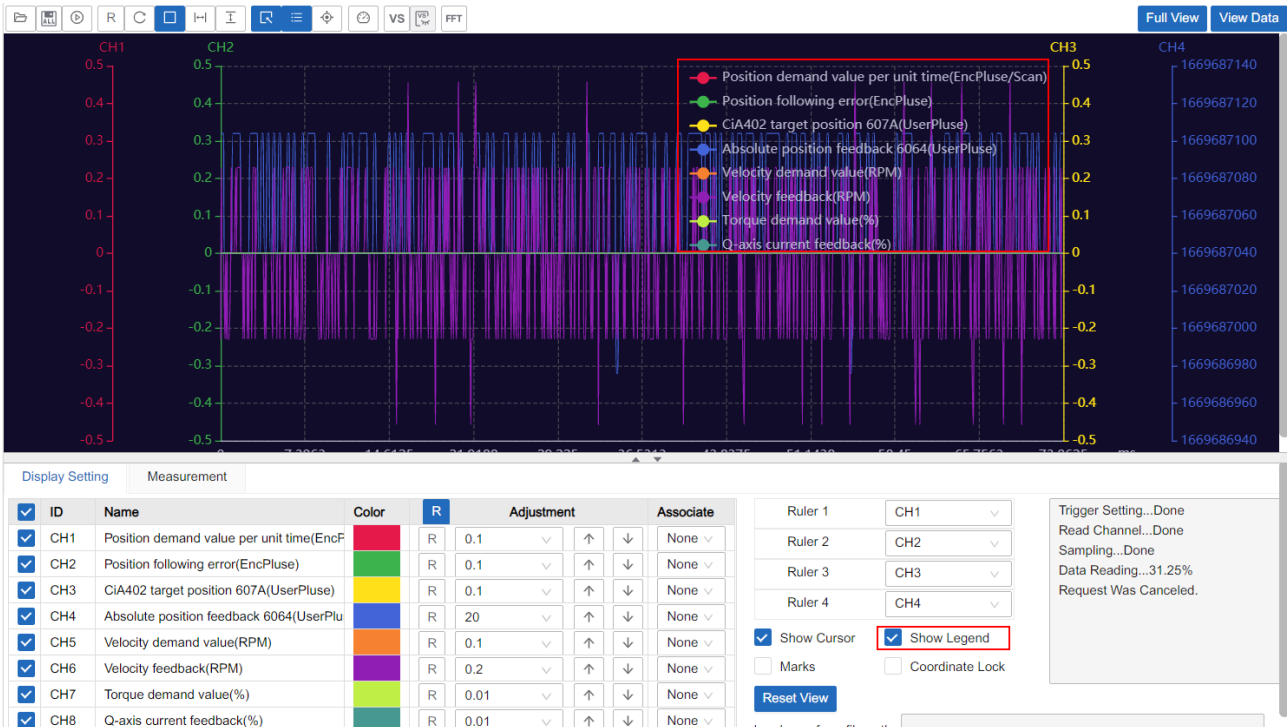 ALL R VS VS FFT Full View View Data
CH1 CH2 CH3 CH4
0.5 0.5 0.5 1669687140
Position demand value per unit time(EncPluse/Scan)
0.4 0.4 Position following error(EncPluse) 0.4 1669687120
CiA402 target position 607A(UserPluse)
0.3 0.3 Absolute position feedback 6064(UserPluse) 0.3 1669687100
0.2 0.2 Velocity demand value(RPM) 0.2 1669687080
Velocity feedback(RPM)
0.1 0.1 Torque demand value(%) 0.1 1669687060
0 0 Q-axis current feedback(%) 0 1669687040
-0.1 -0.1 -0.1 1669687020
-0.2 -0.2 -0.2 1669687000
-0.3 -0.3 -0.3 1669686980
-0.4 -0.4 -0.4 1669686960
-0.5 -0.5 -0.5 1669686940
Display Setting Measurement
ID Name Color R Adjustment Associate
CH1 Position demand value per unit time(EncP R 0.1 None
CH2 Position following error(EncPluse) R 0.1 None
CH3 CiA402 target position 607A(UserPluse) R 0.1 None
CH4 Absolute position feedback 6064(UserPlu R 20 None
CH5 Velocity demand value(RPM) R 0.1 None
CH6 Velocity feedback(RPM) R 0.2 None
CH7 Torque demand value(%) R 0.01 None
CH8 Q-axis current feedback(%) R 0.01 None
Ruler 1 CH1
Ruler 2 CH2
Ruler 3 CH3
Ruler 4 CH4
Show Cursor Show Legend
Marks Coordinate Lock
Reset View
Trigger Setting...Done
Read Channel...Done
Sampling...Done
Data Reading...31.25%
Request Was Canceled.